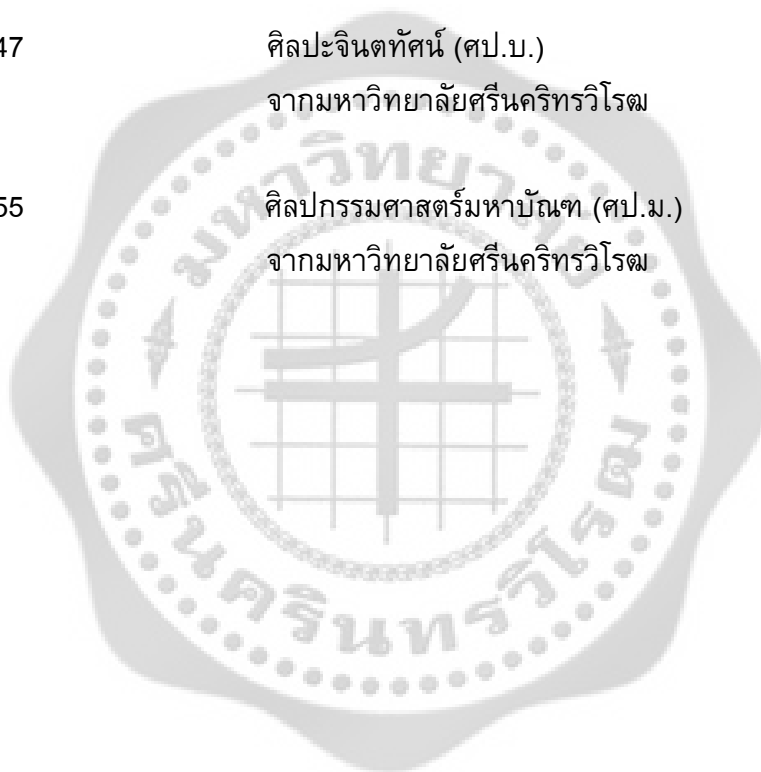 47 ศิลปะจินตทัศน์ (ศป.บ.)
จากมหาวิทยาลัยศรีนคริทรวิโรฒ
55 ศิลปกรรมศาสตร์มหาบัณฑ (ศป.ม.)
จากมหาวิทยาลัยศรีนคริทรวิโรฒ
มหาวิทยาลัย
ศรีนครินทรวิโรฒ